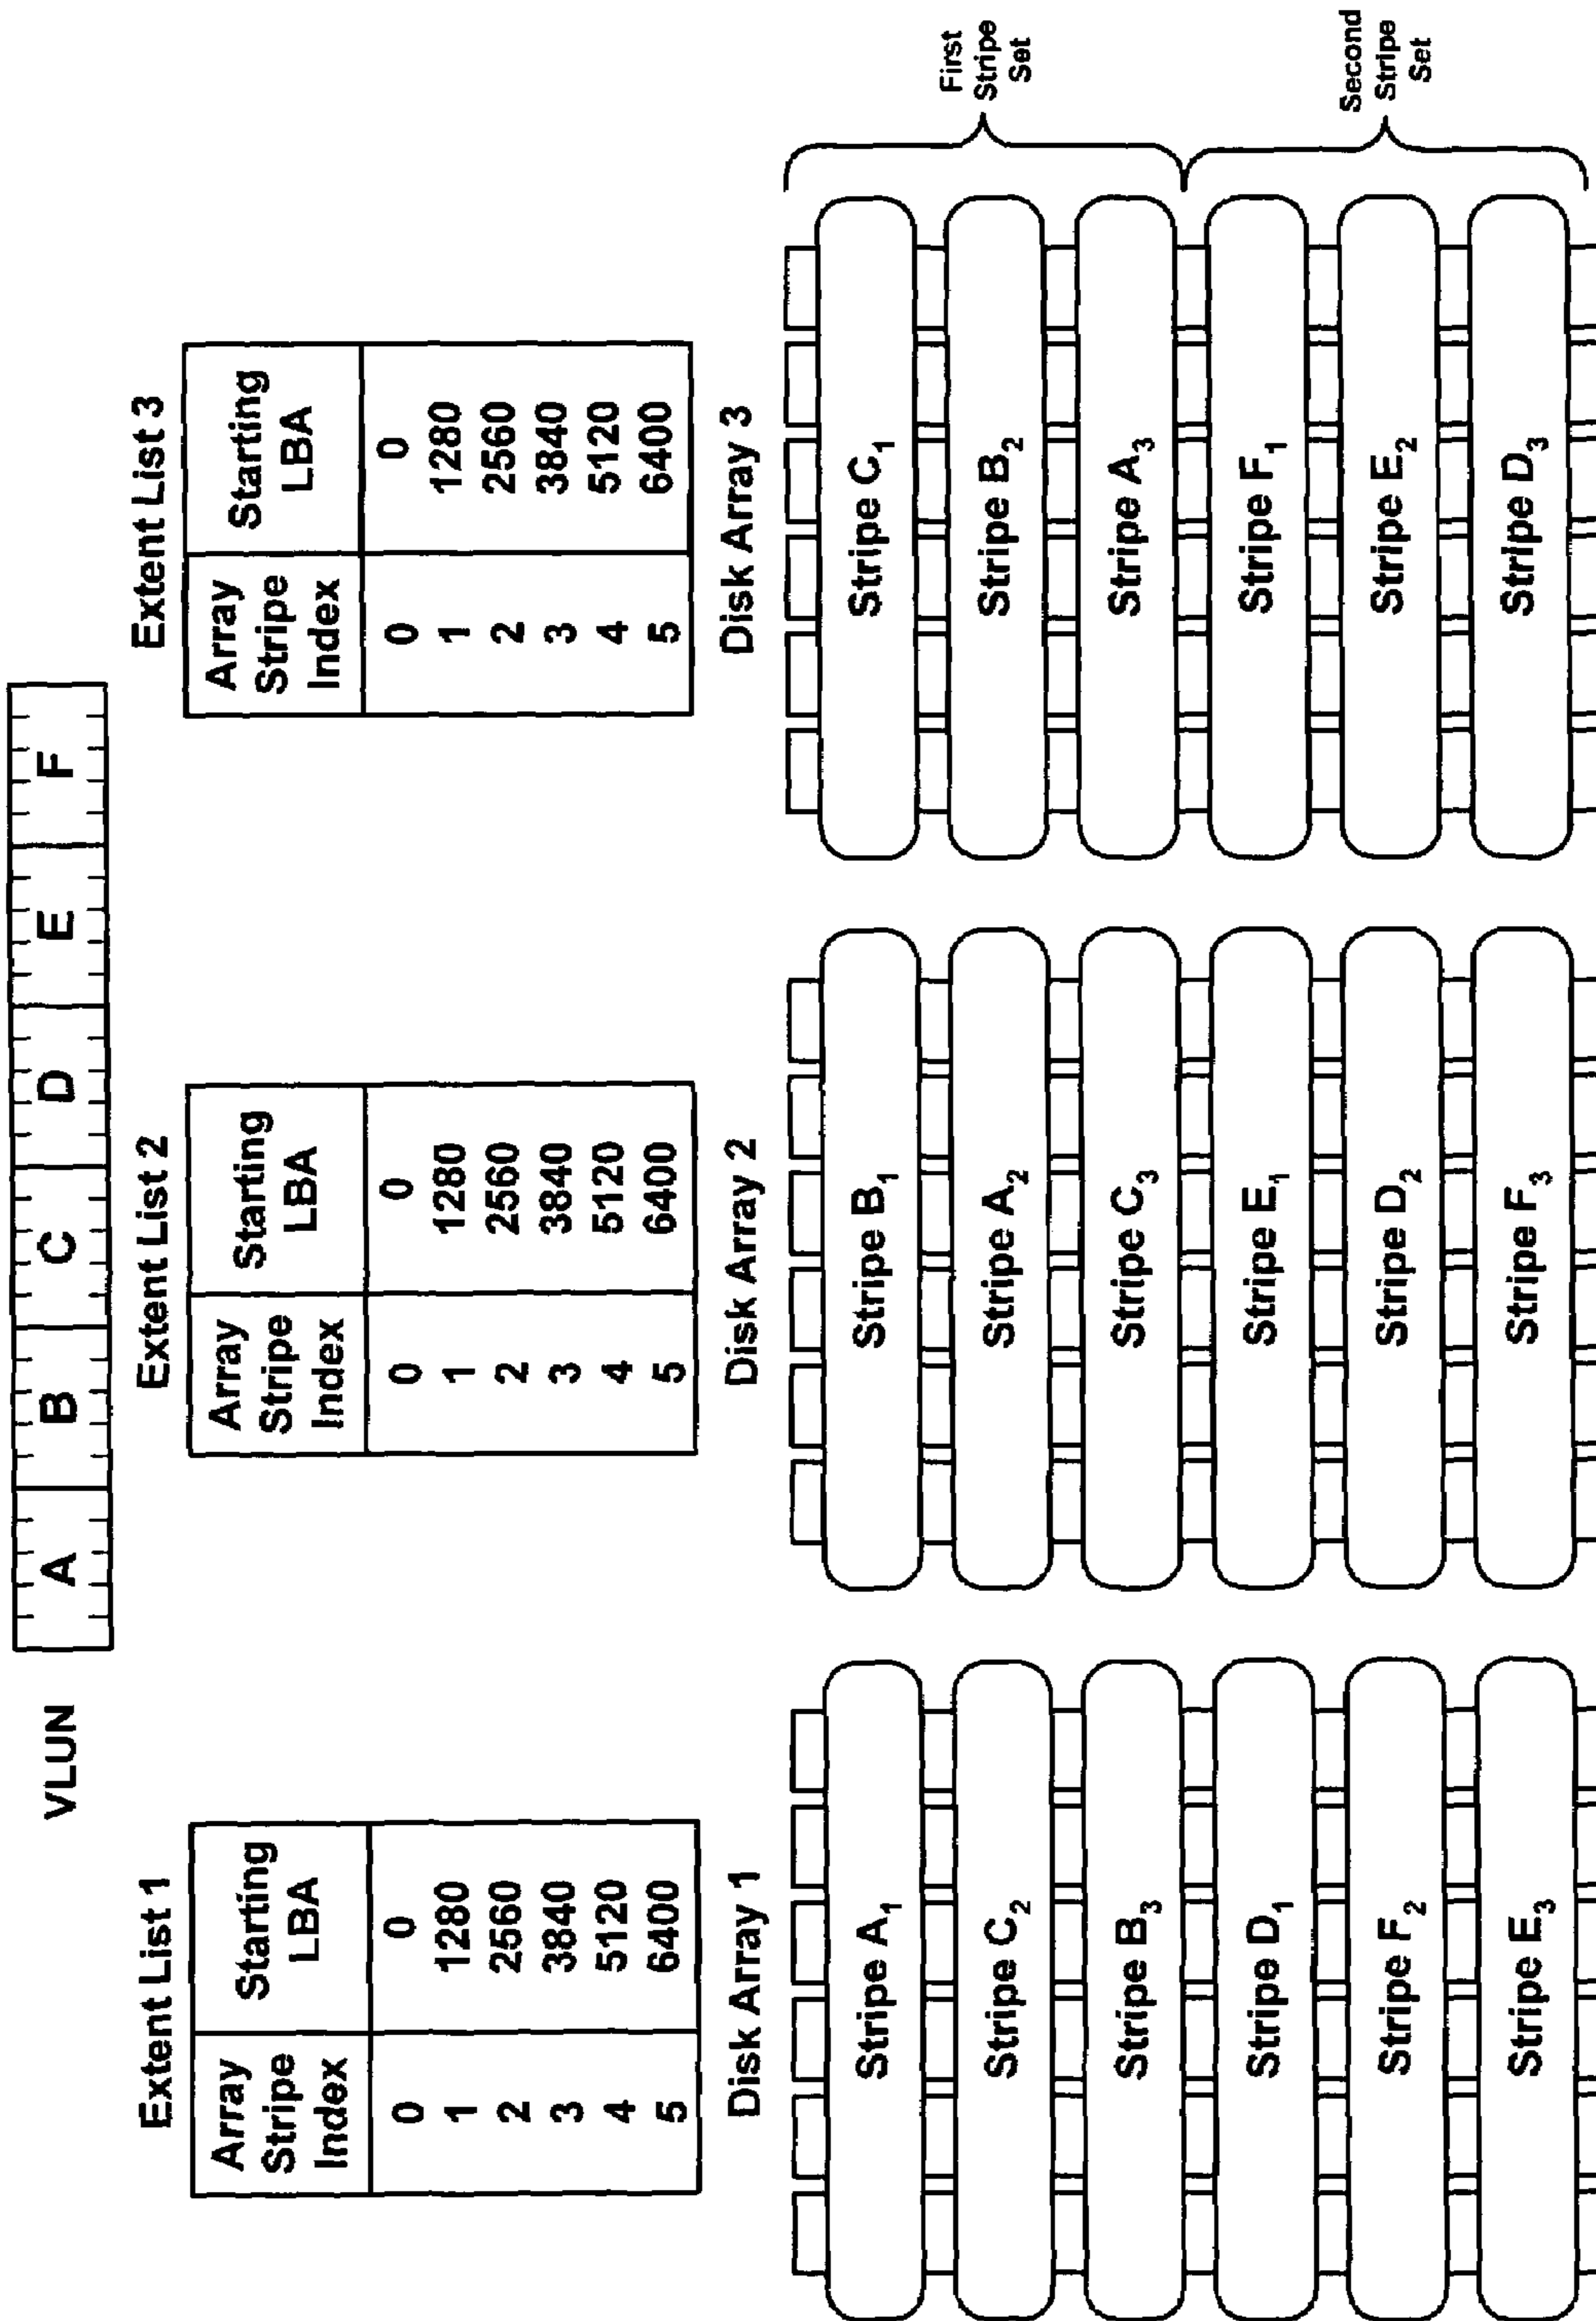 VLUN A B C D E F
Extent List 1
Array Stripe Index Starting LBA
0 0
1 1280
2 2560
3 3840
4 5120
5 6400
Extent List 2
Array Stripe Index Starting LBA
0 0
1 1280
2 2560
3 3840
4 5120
5 6400
Extent List 3
Array Stripe Index Starting LBA
0 0
1 1280
2 2560
3 3840
4 5120
5 6400
Disk Array 1
Stripe A₁
Stripe C₂
Stripe B₃
Stripe D₁
Stripe F₂
Stripe E₃
Disk Array 2
Stripe B₁
Stripe A₂
Stripe C₃
Stripe E₁
Stripe D₂
Stripe F₃
Disk Array 3
Stripe C₁
Stripe B₂
Stripe A₃
Stripe F₁
Stripe E₂
Stripe D₃
First
Stripe
Set
Second
Stripe
Set